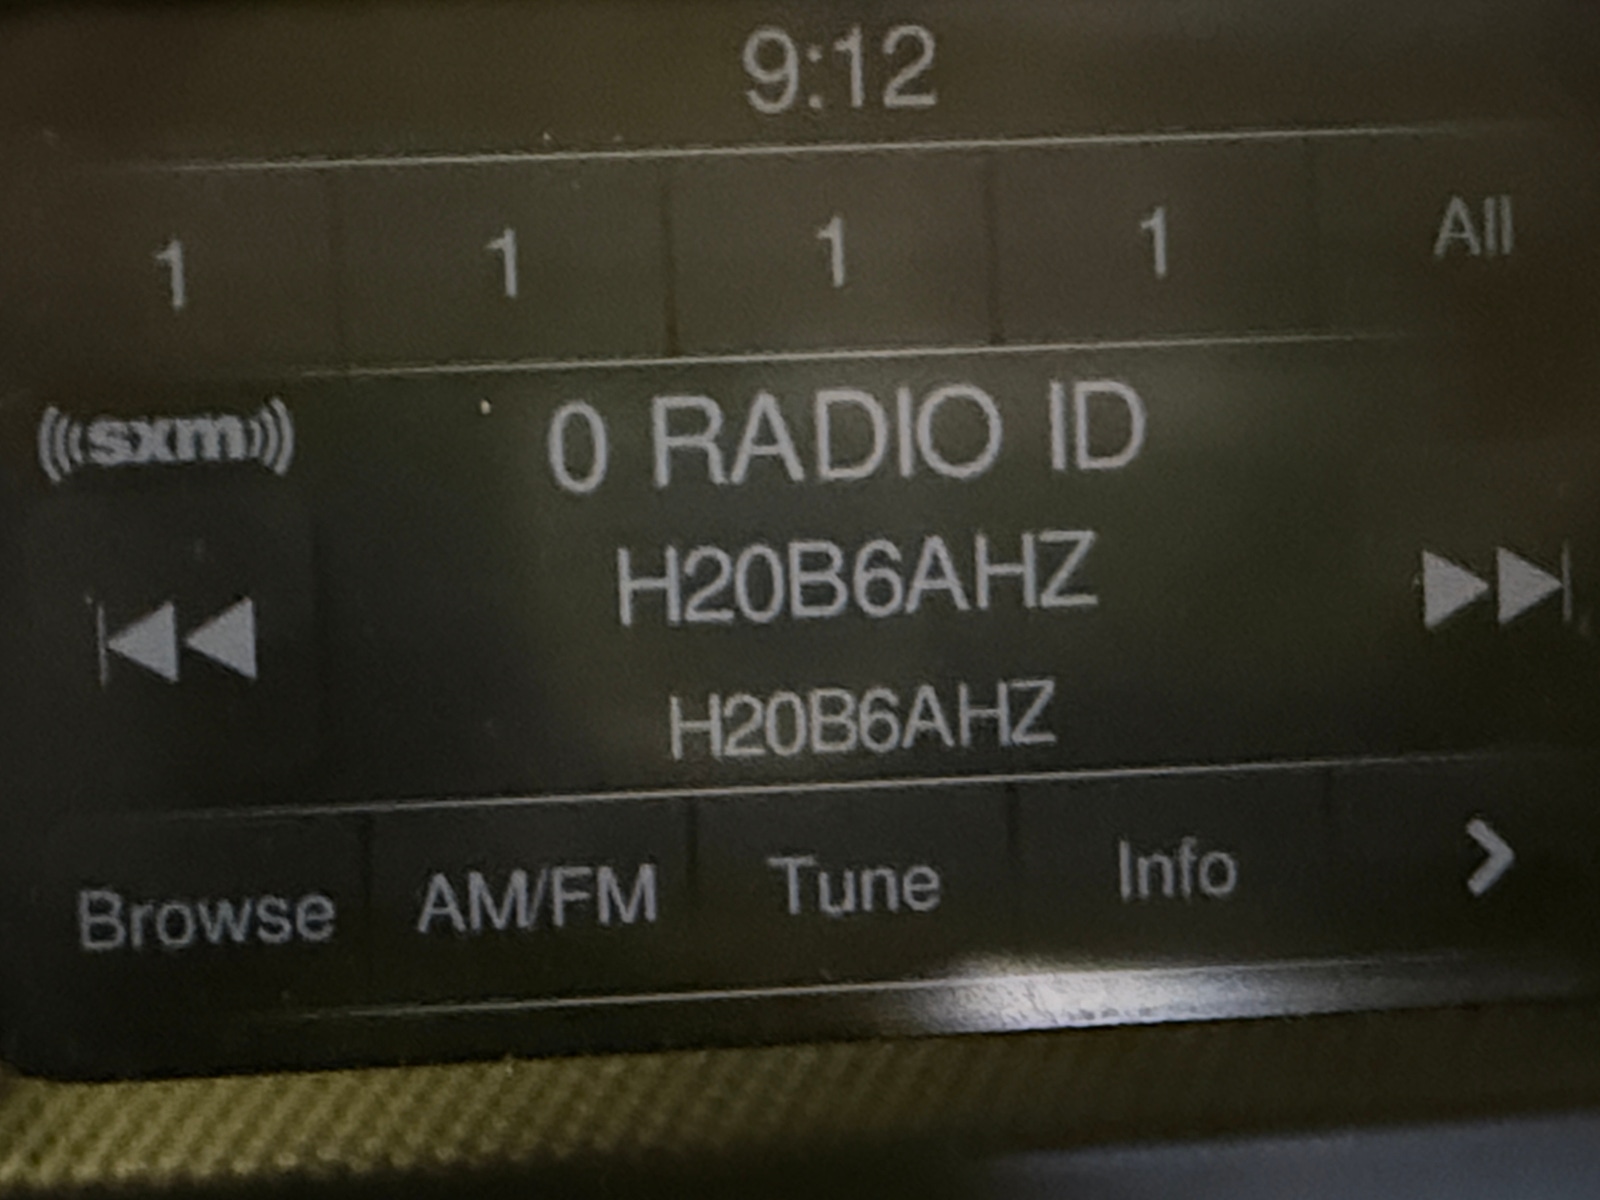 9:12
1 1 1 1 All
((( sxm ))) 0 RADIO ID
H20B6AHZ
H20B6AHZ
Browse AM/FM Tune Info